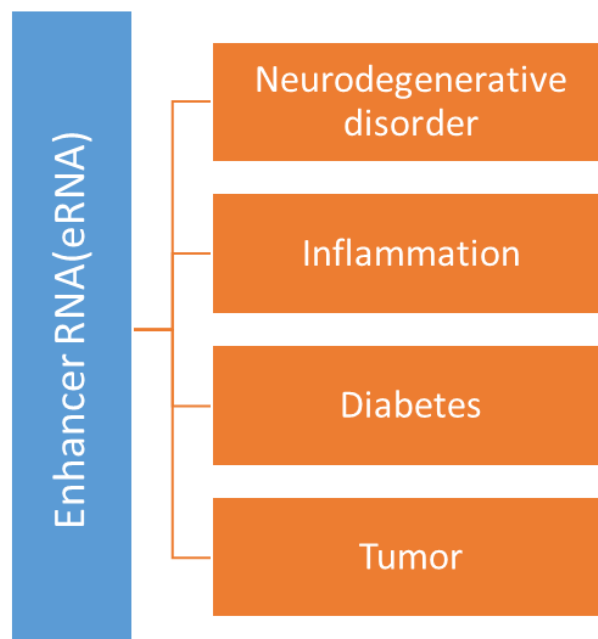 Enhancer RNA(eRNA)
Neurodegenerative
disorder
Inflammation
Diabetes
Tumor